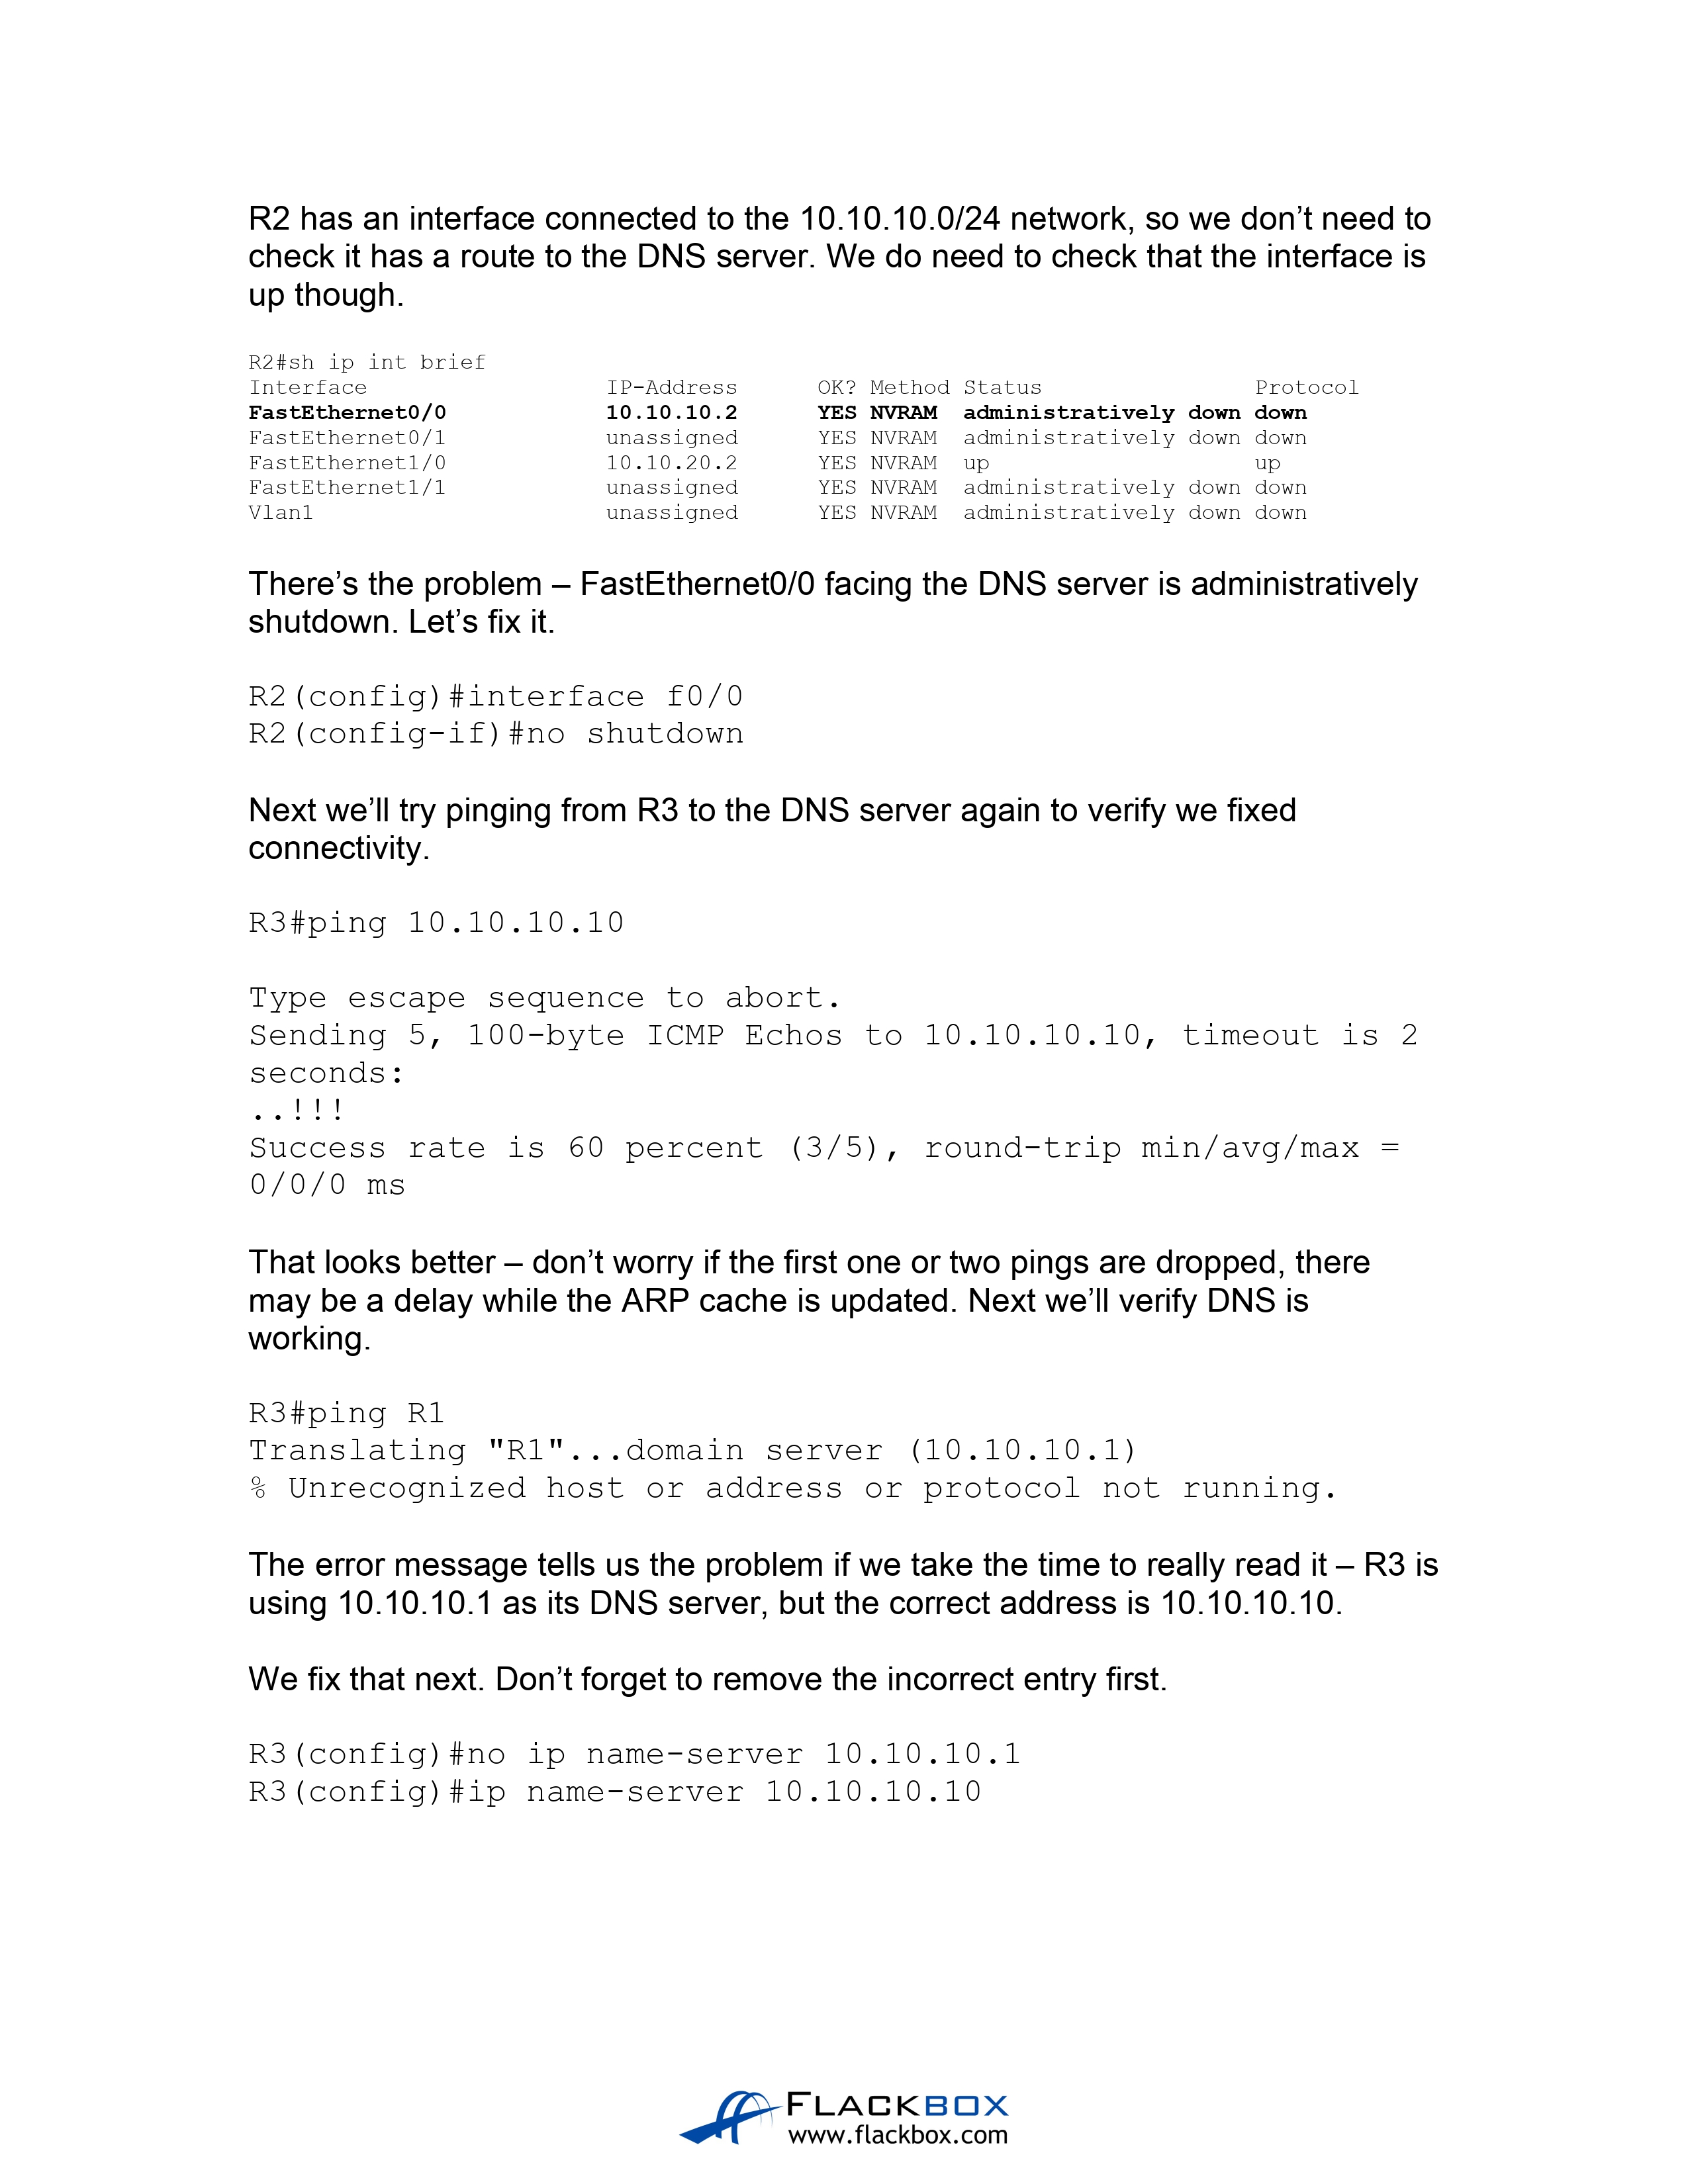 R2 has an interface connected to the 10.10.10.0/24 network, so we don’t need to
check it has a route to the DNS server. We do need to check that the interface is
up though.
R2#sh ip int brief
Interface                  IP-Address      OK? Method Status                Protocol
FastEthernet0/0            10.10.10.2      YES NVRAM  administratively down down
FastEthernet0/1            unassigned      YES NVRAM  administratively down down
FastEthernet1/0            10.10.20.2      YES NVRAM  up                    up
FastEthernet1/1            unassigned      YES NVRAM  administratively down down
Vlan1                      unassigned      YES NVRAM  administratively down down
There’s the problem – FastEthernet0/0 facing the DNS server is administratively
shutdown. Let’s fix it.
R2(config)#interface f0/0
R2(config-if)#no shutdown
Next we’ll try pinging from R3 to the DNS server again to verify we fixed
connectivity.
R3#ping 10.10.10.10
Type escape sequence to abort.
Sending 5, 100-byte ICMP Echos to 10.10.10.10, timeout is 2
seconds:
..!!!
Success rate is 60 percent (3/5), round-trip min/avg/max =
0/0/0 ms
That looks better – don’t worry if the first one or two pings are dropped, there
may be a delay while the ARP cache is updated. Next we’ll verify DNS is
working.
R3#ping R1
Translating "R1"...domain server (10.10.10.1)
% Unrecognized host or address or protocol not running.
The error message tells us the problem if we take the time to really read it – R3 is
using 10.10.10.1 as its DNS server, but the correct address is 10.10.10.10.
We fix that next. Don’t forget to remove the incorrect entry first.
R3(config)#no ip name-server 10.10.10.1
R3(config)#ip name-server 10.10.10.10
FLACKBOX
www.flackbox.com